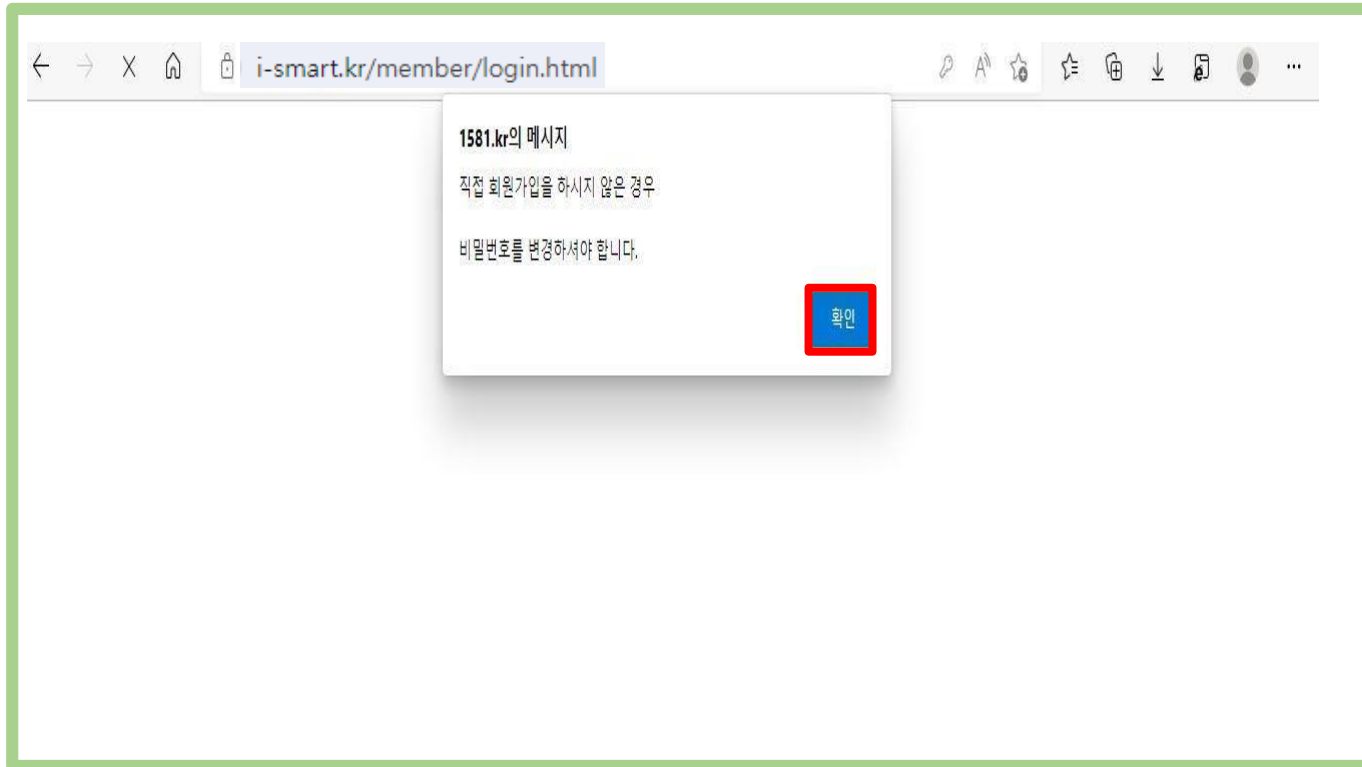 i-smart.kr/member/login.html
1581.kr의 메시지
직접 회원가입을 하시지 않은 경우
비밀번호를 변경하셔야 합니다.
확인